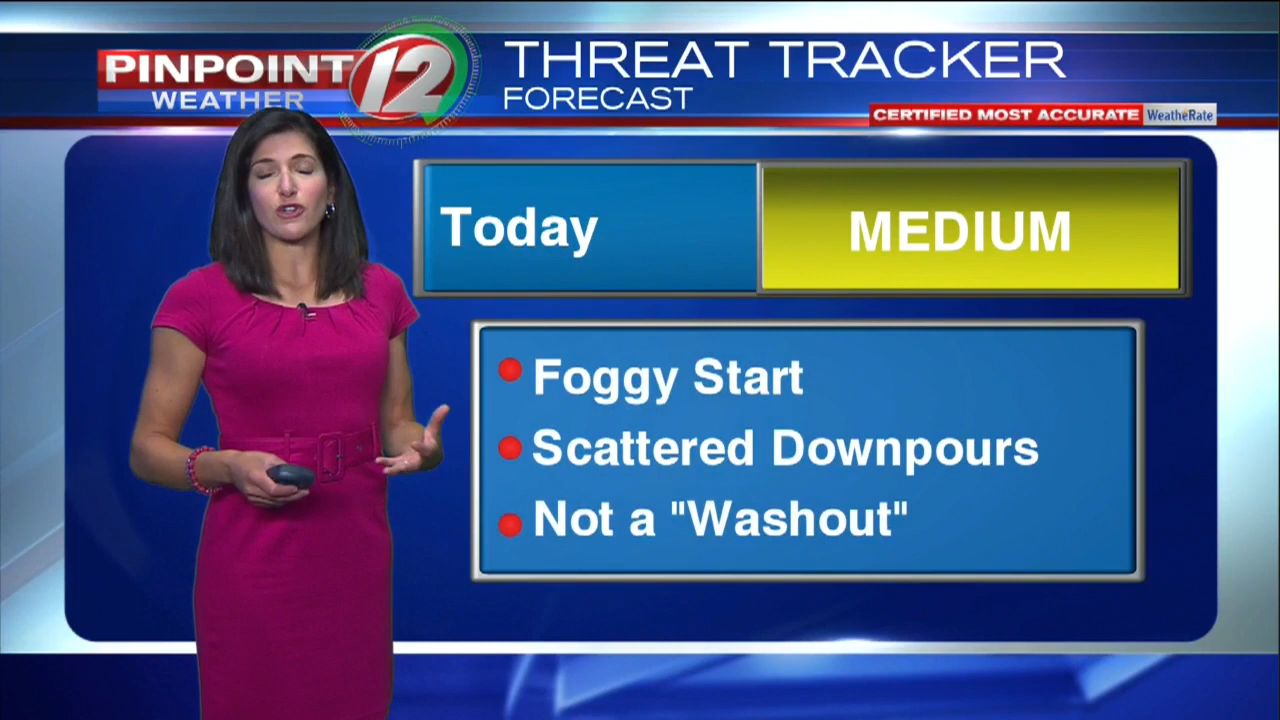 PINPOINT 12
WEATHER
THREAT TRACKER
FORECAST
CERTIFIED MOST ACCURATE WeatheRate
Today
MEDIUM
Foggy Start
Scattered Downpours
Not a "Washout"